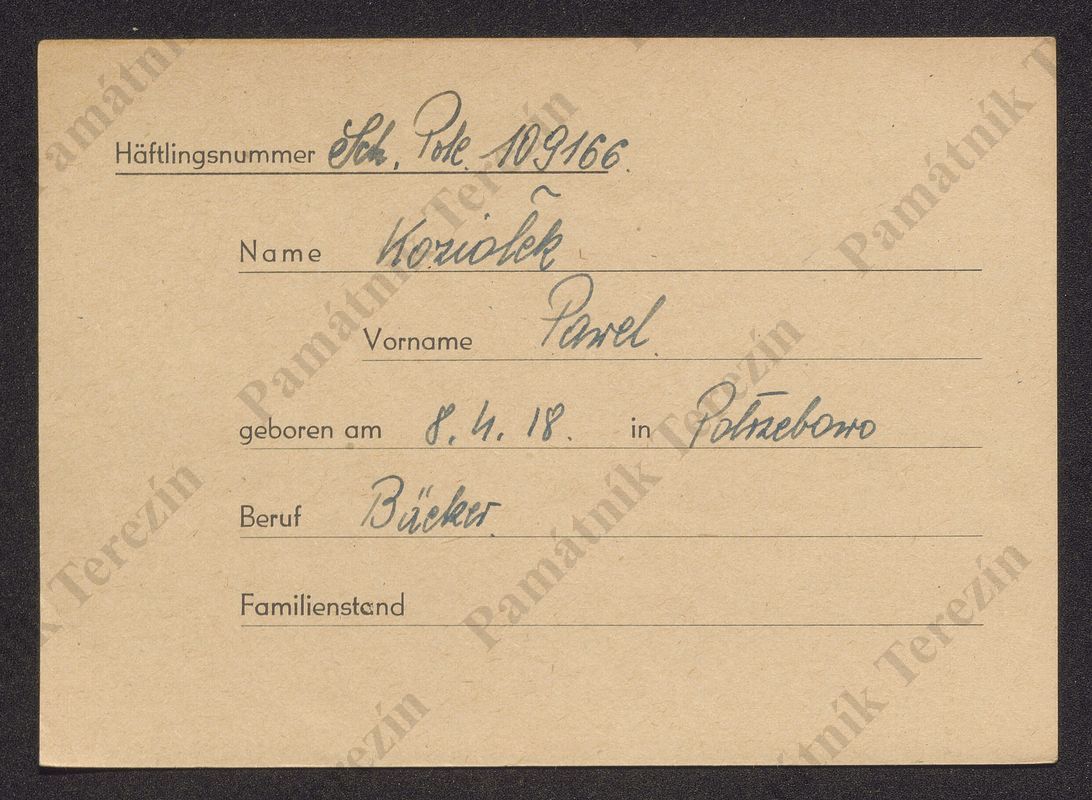 Häftlingsnummer Sch. Pole 109166.
Name Koziołek
Vorname Pawel
geboren am 8. 4. 18. in Potrzebowo
Beruf Bäcker.
Familienstand
Památník Terezín